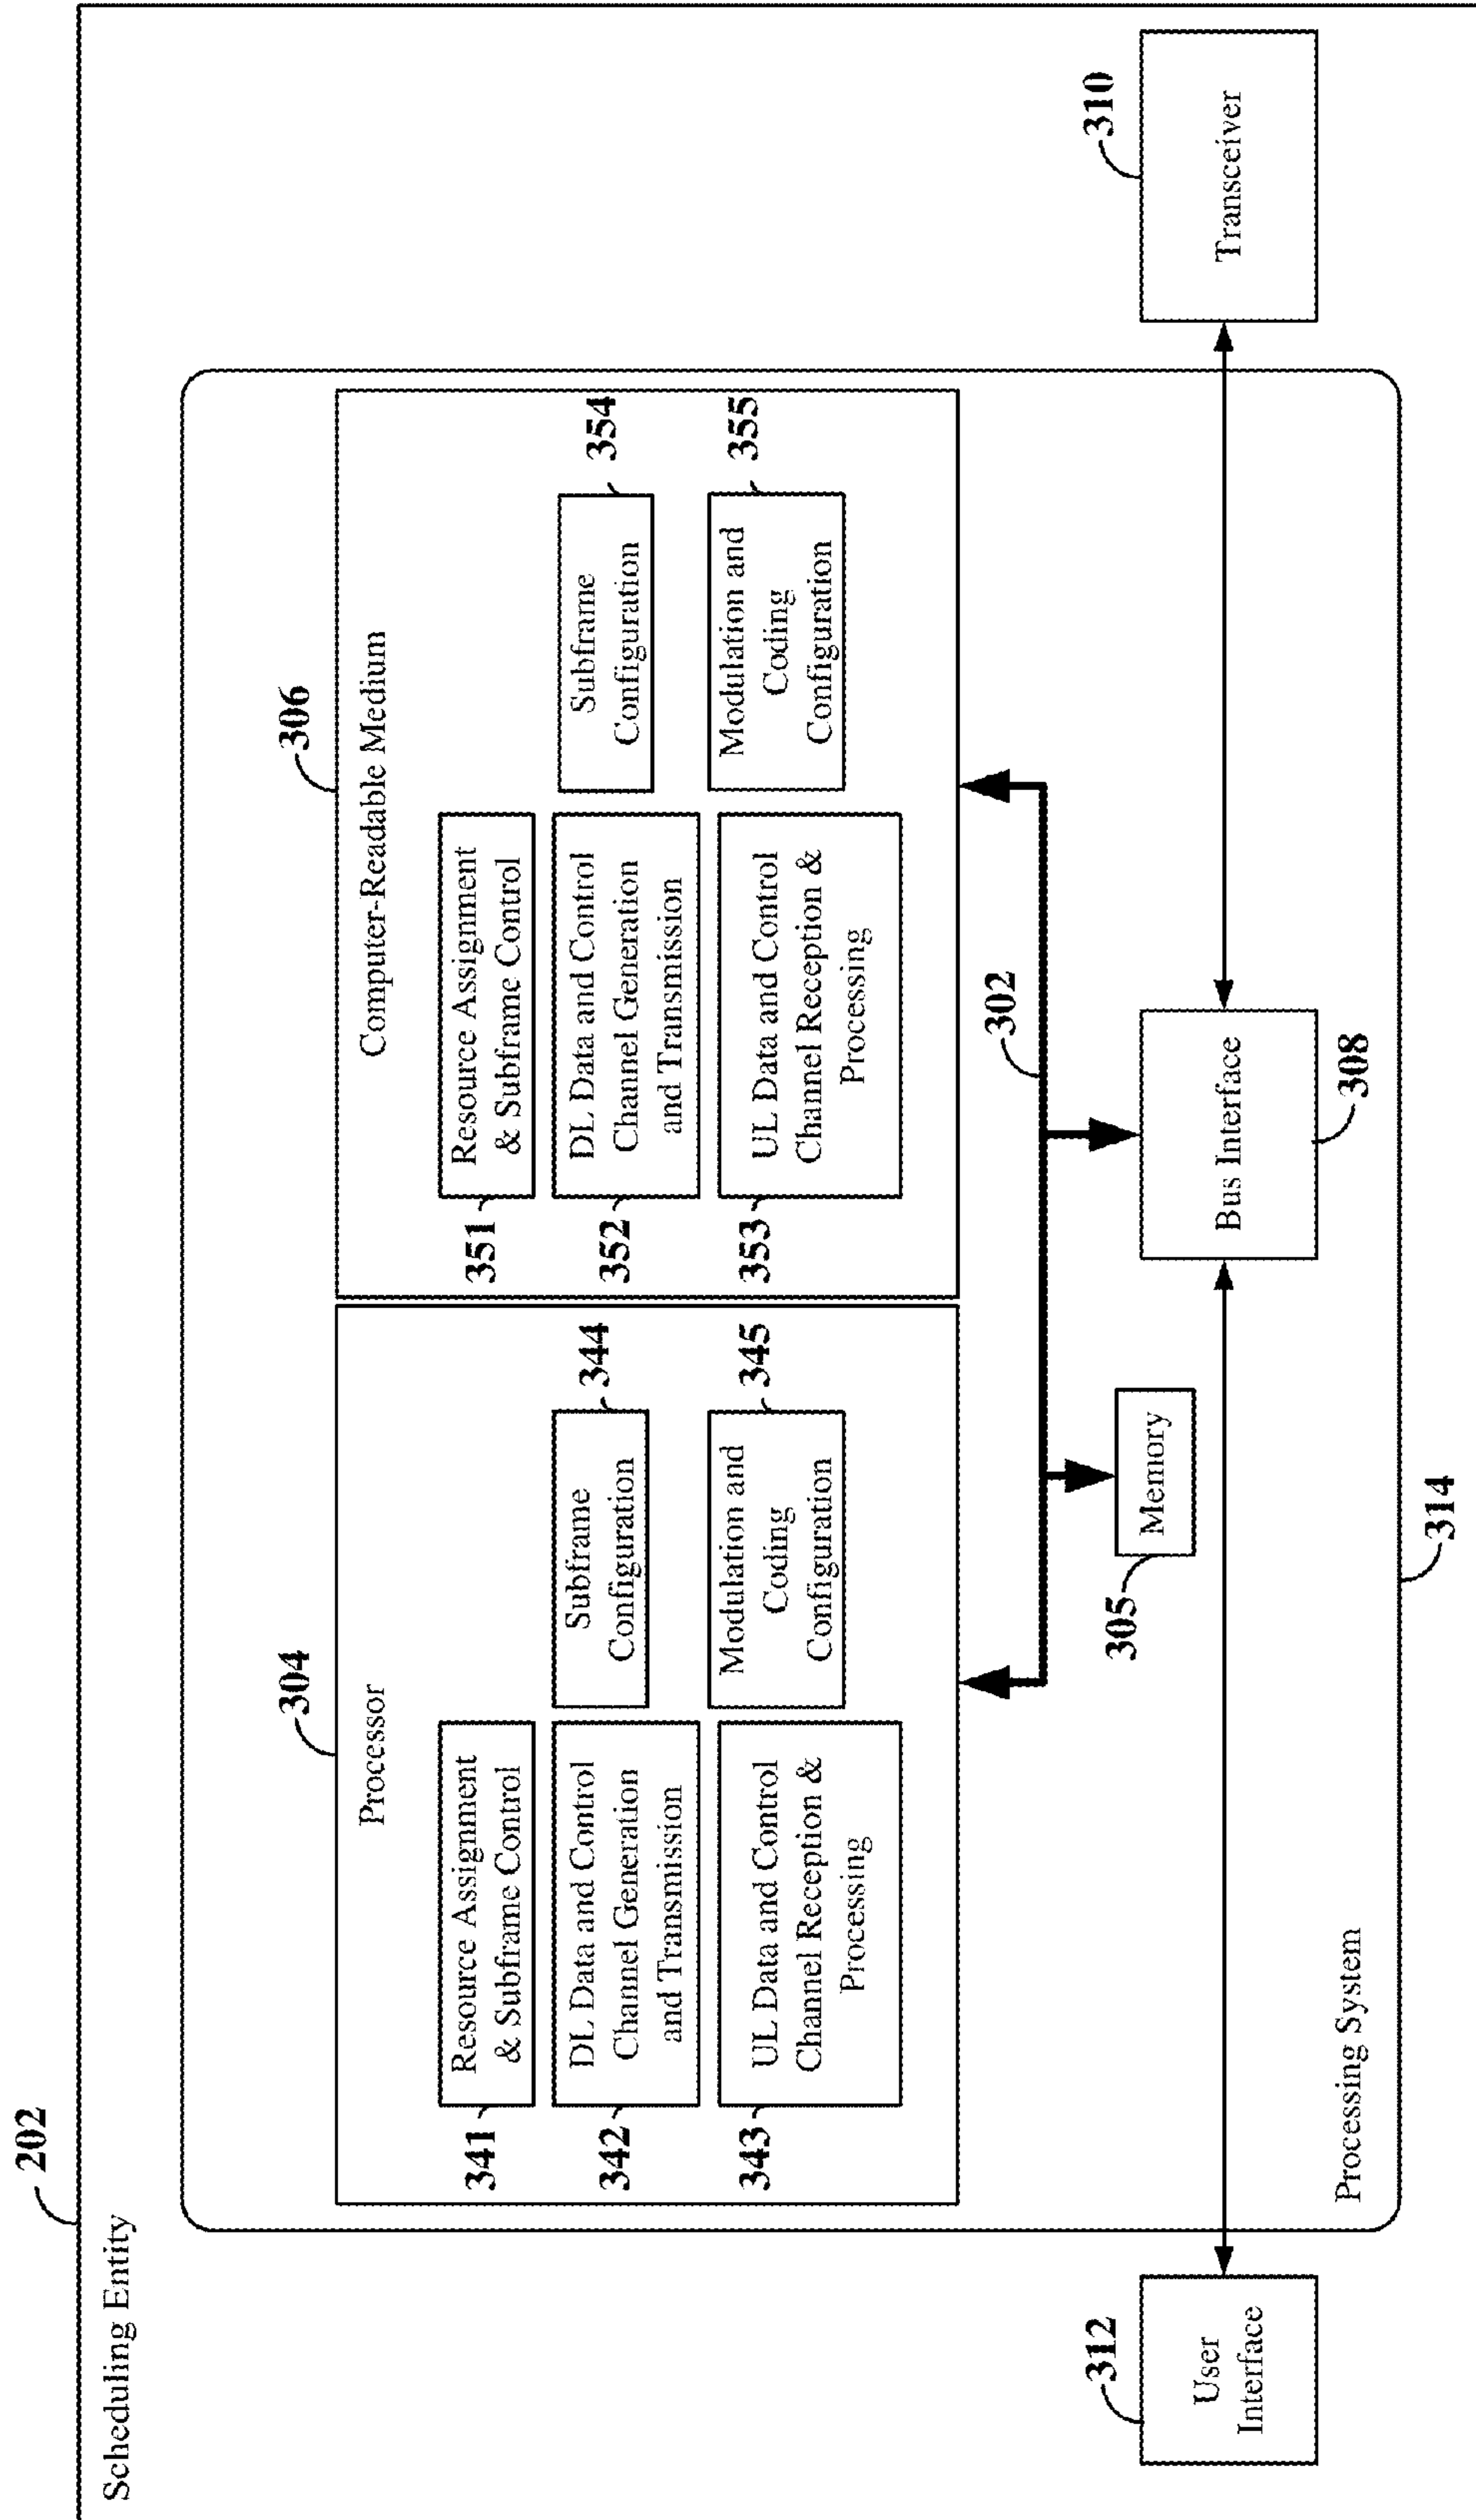 202
Scheduling Entity
304
Processor
341
Resource Assignment
& Subframe Control
342
DL Data and Control
Channel Generation
and Transmission
343
UL Data and Control
Channel Reception &
Processing
344
Subframe
Configuration
345
Modulation and
Coding
Configuration
306
Computer-Readable Medium
351
Resource Assignment
& Subframe Control
352
DL Data and Control
Channel Generation
and Transmission
353
UL Data and Control
Channel Reception &
Processing
354
Subframe
Configuration
355
Modulation and
Coding
Configuration
302
305
Memory
312
User
Interface
Bus Interface
308
310
Transceiver
Processing System
314